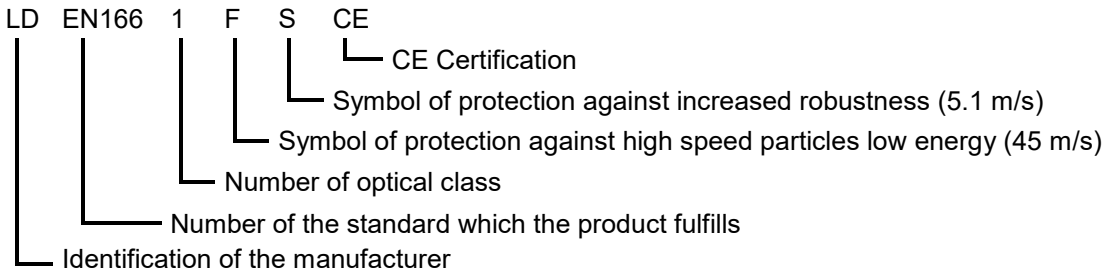 LD EN166 1 F S CE
CE Certification
Symbol of protection against increased robustness (5.1 m/s)
Symbol of protection against high speed particles low energy (45 m/s)
Number of optical class
Number of the standard which the product fulfills
Identification of the manufacturer